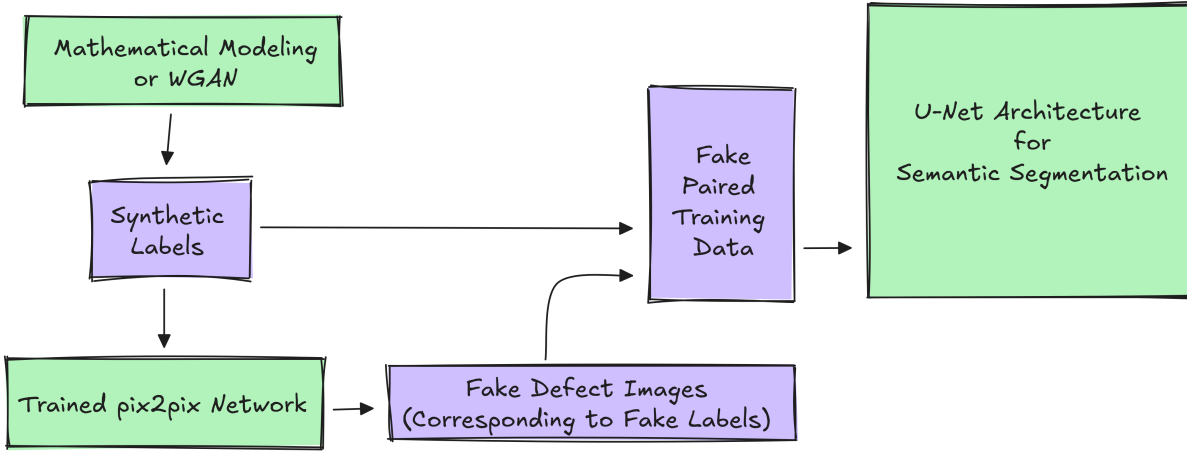 Mathematical Modeling
or WGAN
Synthetic
Labels
Trained pix2pix Network
Fake Defect Images
(Corresponding to Fake Labels)
Fake
Paired
Training
Data
U-Net Architecture
for
Semantic Segmentation